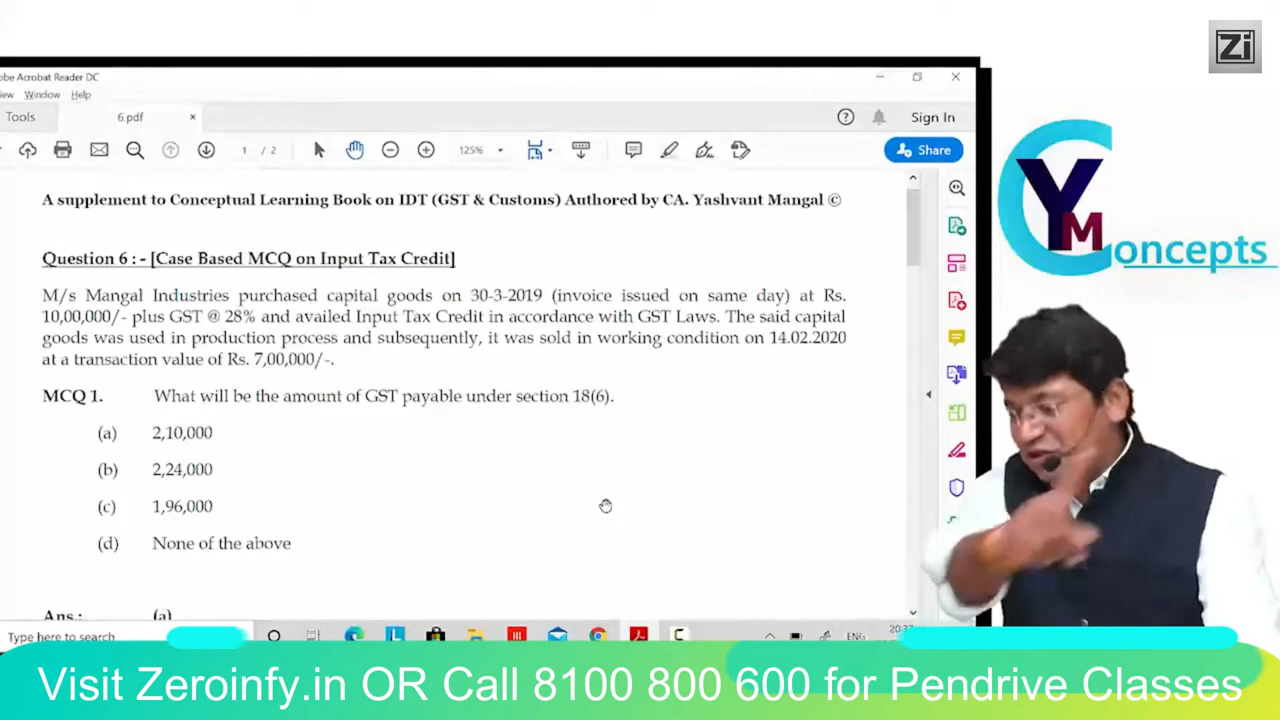 Zi
obe Acrobat Reader DC
iew Window Help
Tools 6.pdf × Sign In
1 / 2 125% Share
A supplement to Conceptual Learning Book on IDT (GST & Customs) Authored by CA. Yashvant Mangal ©
Question 6 : - [Case Based MCQ on Input Tax Credit]
M/s Mangal Industries purchased capital goods on 30-3-2019 (invoice issued on same day) at Rs.
10,00,000/- plus GST @ 28% and availed Input Tax Credit in accordance with GST Laws. The said capital
goods was used in production process and subsequently, it was sold in working condition on 14.02.2020
at a transaction value of Rs. 7,00,000/-.
MCQ 1. What will be the amount of GST payable under section 18(6).
(a) 2,10,000
(b) 2,24,000
(c) 1,96,000
(d) None of the above
Ans.: (a)
YM Concepts
Type here to search ENG 20:37
Visit Zeroinfy.in OR Call 8100 800 600 for Pendrive Classes